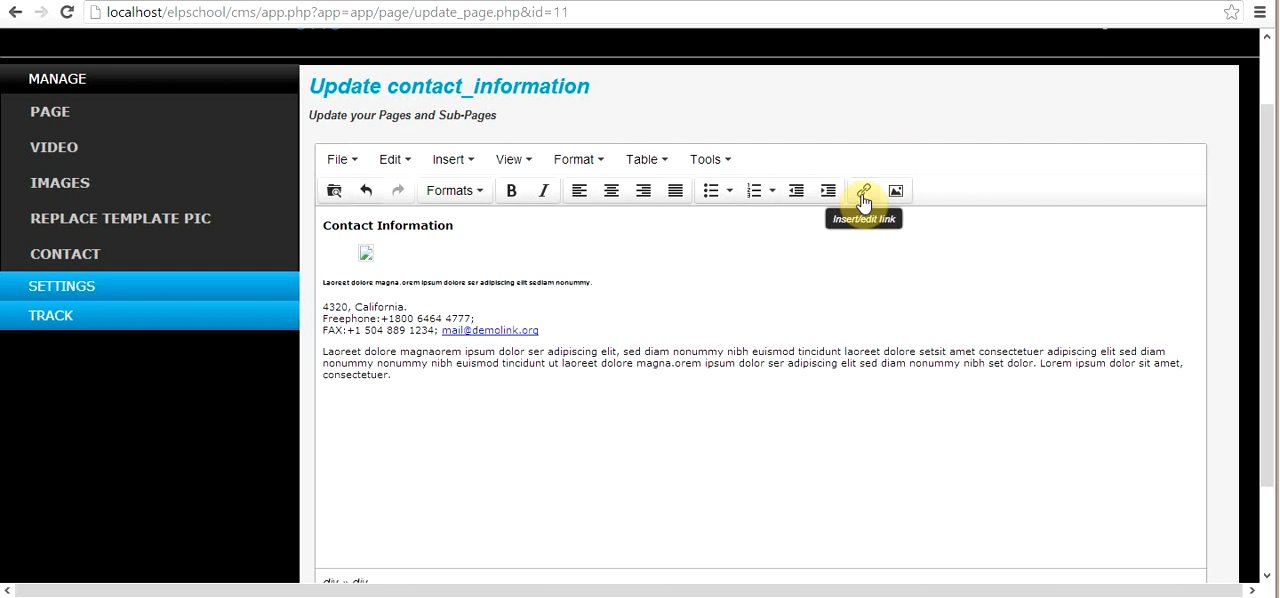 localhost/elpschool/cms/app.php?app=app/page/update_page.php&id=11
MANAGE
PAGE
VIDEO
IMAGES
REPLACE TEMPLATE PIC
CONTACT
SETTINGS
TRACK
Update contact_information
Update your Pages and Sub-Pages
File Edit Insert View Format Table Tools
Formats B I
Insert/edit link
Contact Information
Laoreet dolore magna.orem ipsum dolore ser adipiscing elit sediam nonummy.
4320, California.
Freephone:+1800 6464 4777;
FAX:+1 504 889 1234; mail@demolink.org
Laoreet dolore magnaorem ipsum dolor ser adipiscing elit, sed diam nonummy nibh euismod tincidunt laoreet dolore setsit amet consectetuer adipiscing elit sed diam
nonummy nonummy nibh euismod tincidunt ut laoreet dolore magna.orem ipsum dolor ser adipiscing elit sed diam nonummy nibh set dolor. Lorem ipsum dolor sit amet,
consectetuer.
div » div